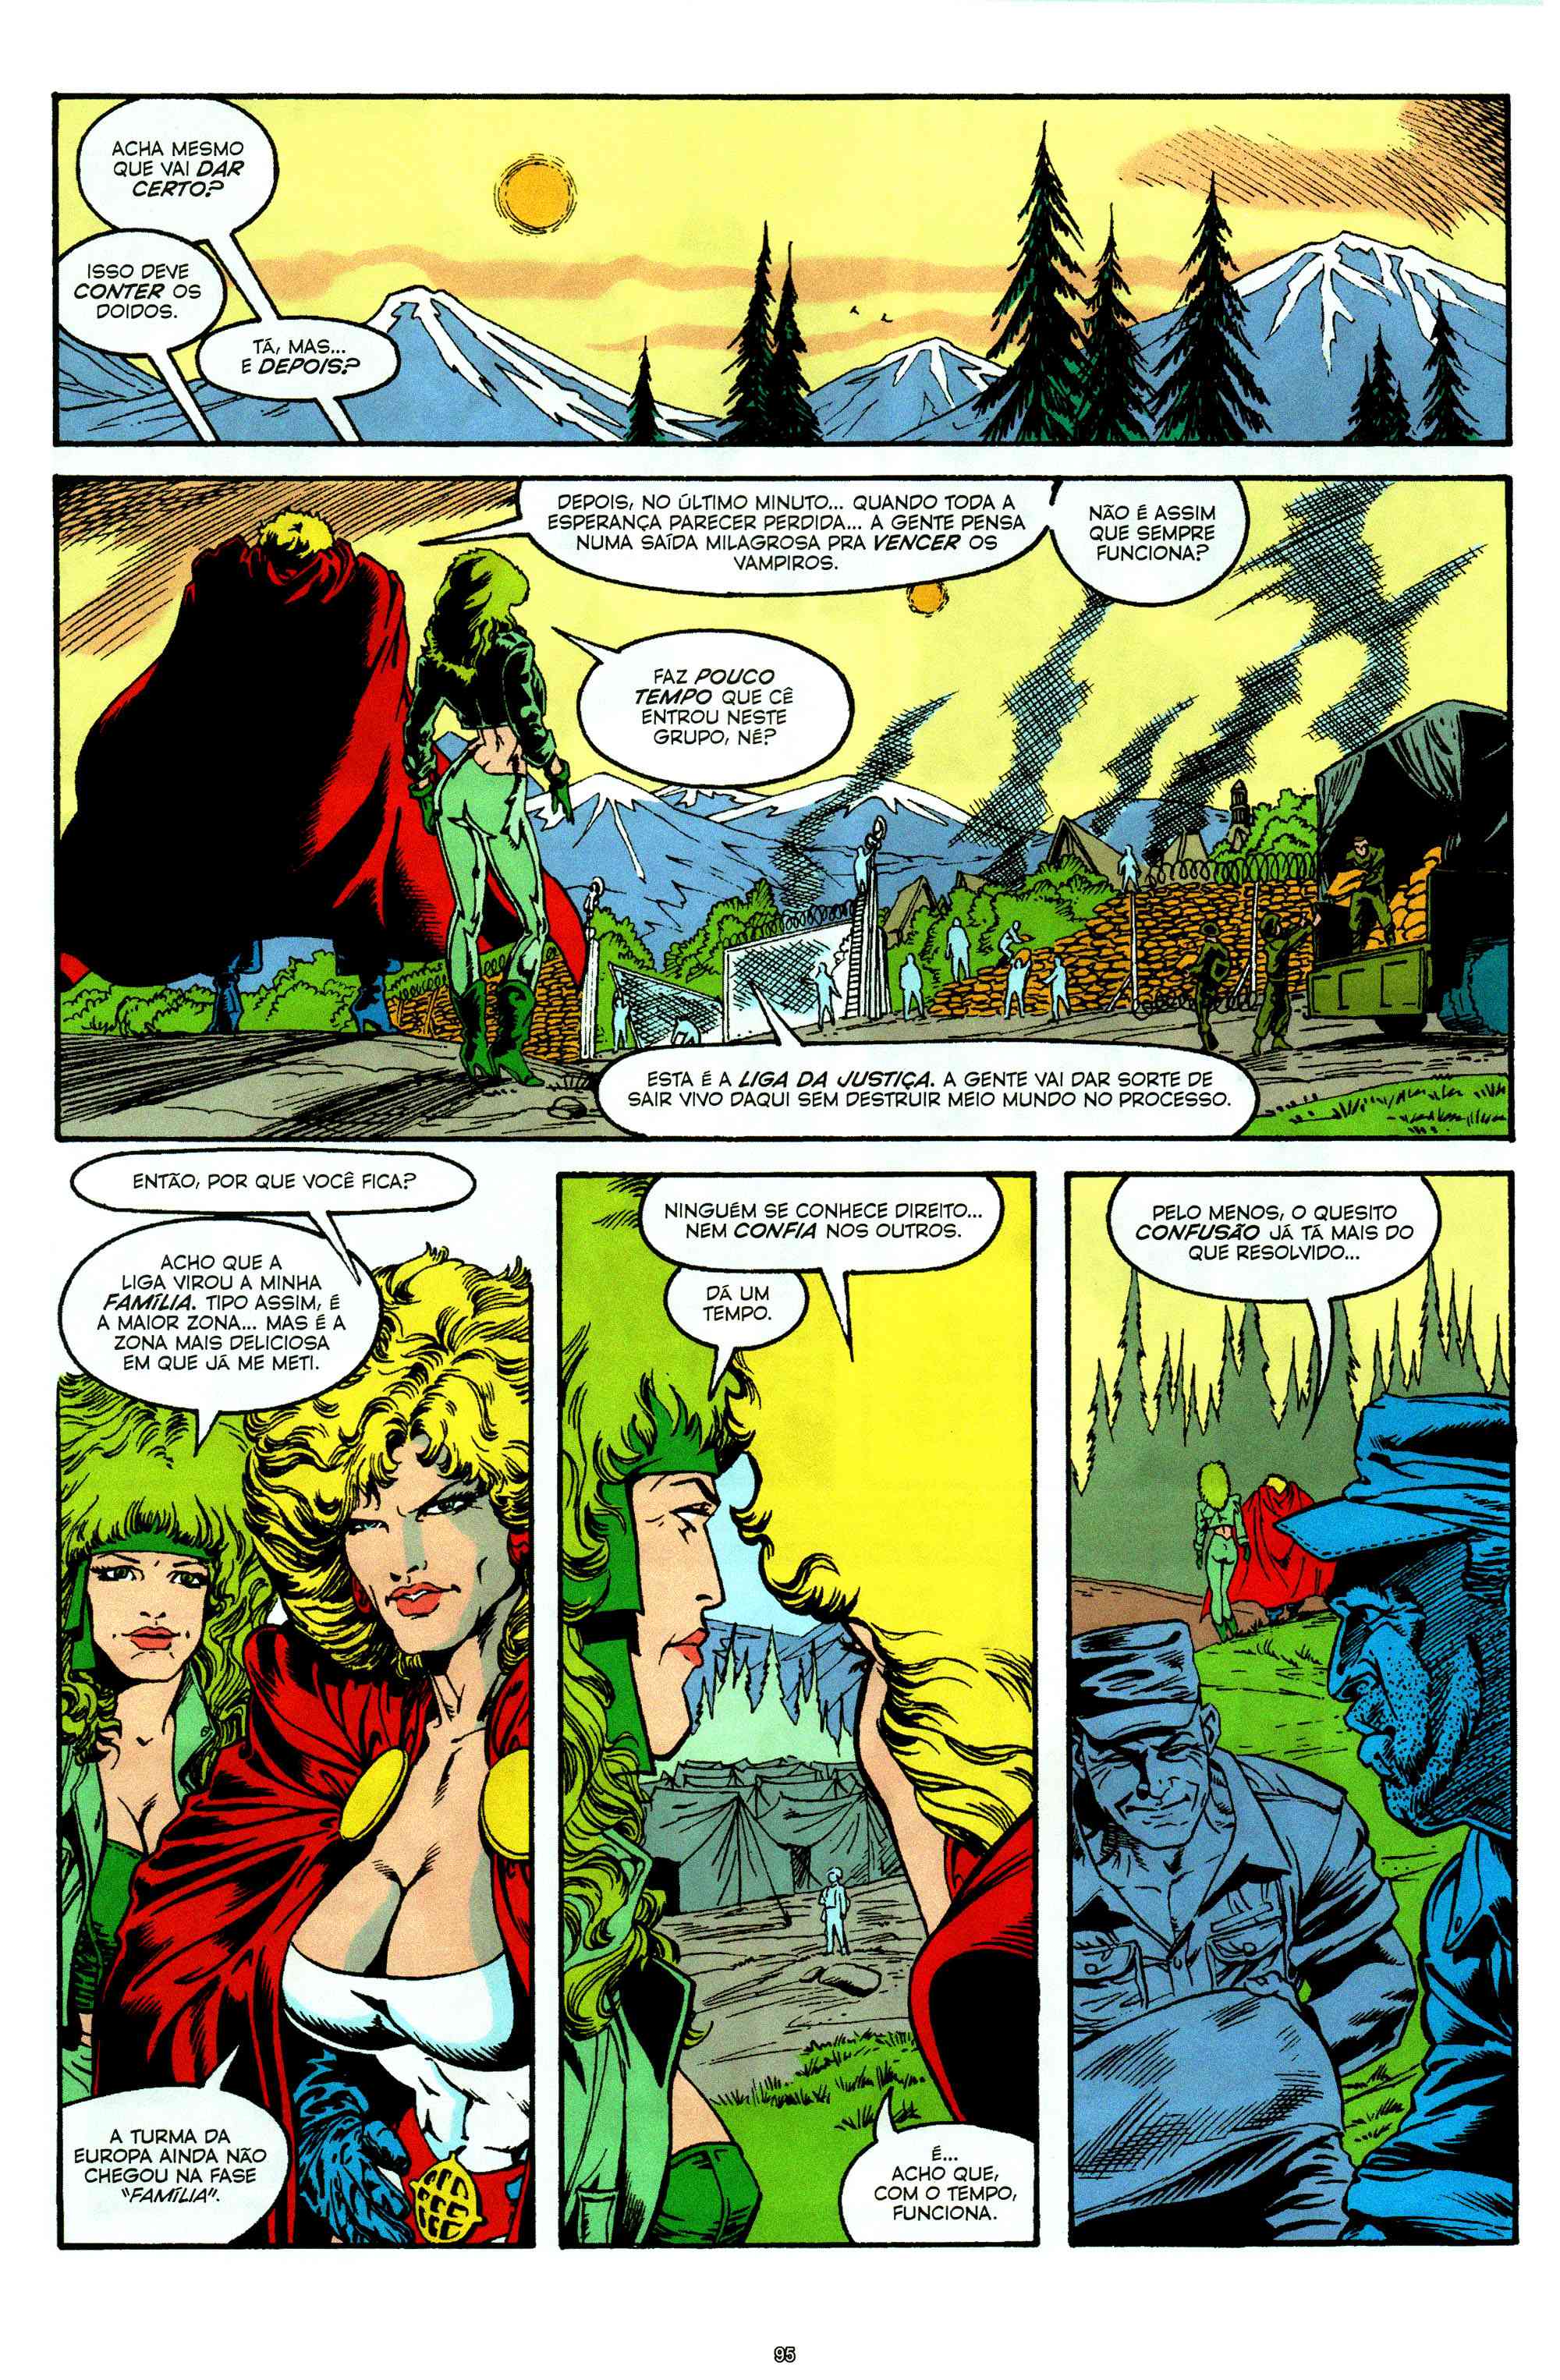 ACHA MESMO
QUE VAI DAR
CERTO?
ISSO DEVE
CONTER OS
DOIDOS.
TÁ, MAS...
E DEPOIS?
DEPOIS, NO ÚLTIMO MINUTO... QUANDO TODA A
ESPERANÇA PARECER PERDIDA... A GENTE PENSA
NUMA SAÍDA MILAGROSA PRA VENCER OS
VAMPIROS.
NÃO É ASSIM
QUE SEMPRE
FUNCIONA?
FAZ POUCO
TEMPO QUE CÊ
ENTROU NESTE
GRUPO, NÉ?
ESTA É A LIGA DA JUSTIÇA. A GENTE VAI DAR SORTE DE
SAIR VIVO DAQUI SEM DESTRUIR MEIO MUNDO NO PROCESSO.
ENTÃO, POR QUE VOCÊ FICA?
ACHO QUE A
LIGA VIROU A MINHA
FAMÍLIA. TIPO ASSIM, É
A MAIOR ZONA... MAS É A
ZONA MAIS DELICIOSA
EM QUE JÁ ME METI.
A TURMA DA
EUROPA AINDA NÃO
CHEGOU NA FASE
"FAMÍLIA".
NINGUÉM SE CONHECE DIREITO...
NEM CONFIA NOS OUTROS.
DÁ UM
TEMPO.
É...
ACHO QUE,
COM O TEMPO,
FUNCIONA.
PELO MENOS, O QUESITO
CONFUSÃO JÁ TÁ MAIS DO
QUE RESOLVIDO...
95